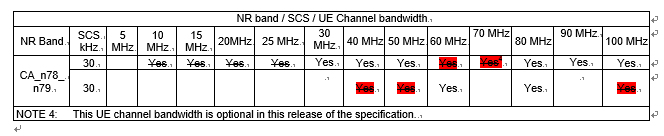 NR band / SCS / UE Channel bandwidth
NR Band SCS kHz 5 MHz 10 MHz 15 MHz 20MHz 25 MHz 30 MHz 40 MHz 50 MHz 60 MHz 70 MHz 80 MHz 90 MHz 100 MHz
CA_n78_n79 30 Yes Yes Yes Yes Yes Yes Yes Yes Yes Yes Yes Yes
30 Yes Yes Yes Yes Yes
NOTE 4: This UE channel bandwidth is optional in this release of the specification.